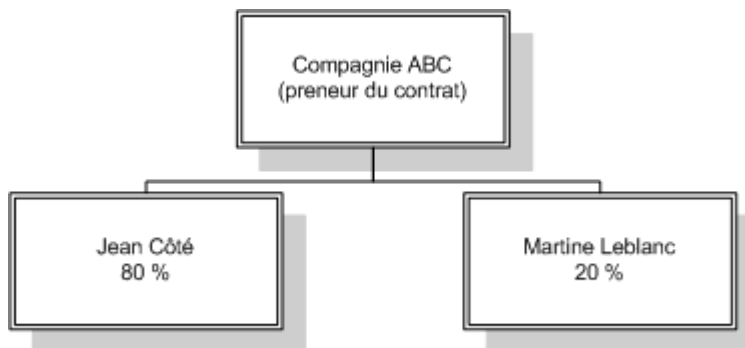 Compagnie ABC
(preneur du contrat)
Jean Côté
80 %
Martine Leblanc
20 %